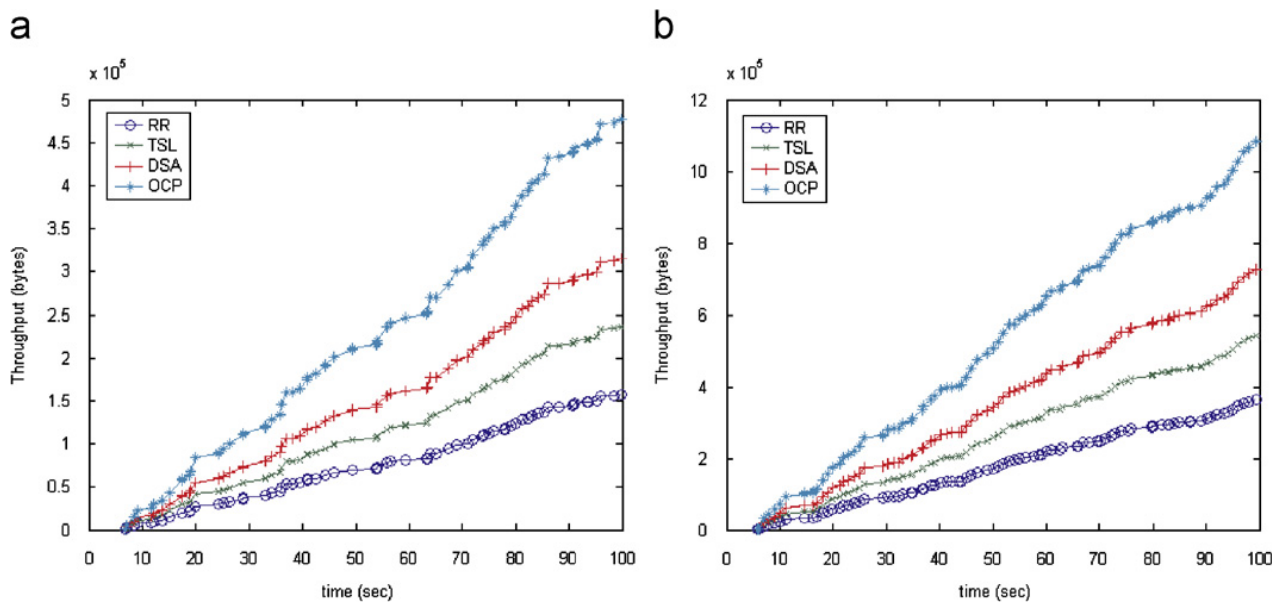 a
x 10^5
5
4.5
4
3.5
3
2.5
2
1.5
1
0.5
0
RR
TSL
DSA
OCP
Throughput (bytes)
0 10 20 30 40 50 60 70 80 90 100
time (sec)
b
x 10^5
12
10
8
6
4
2
0
RR
TSL
DSA
OCP
Throughput (bytes)
0 10 20 30 40 50 60 70 80 90 100
time (sec)